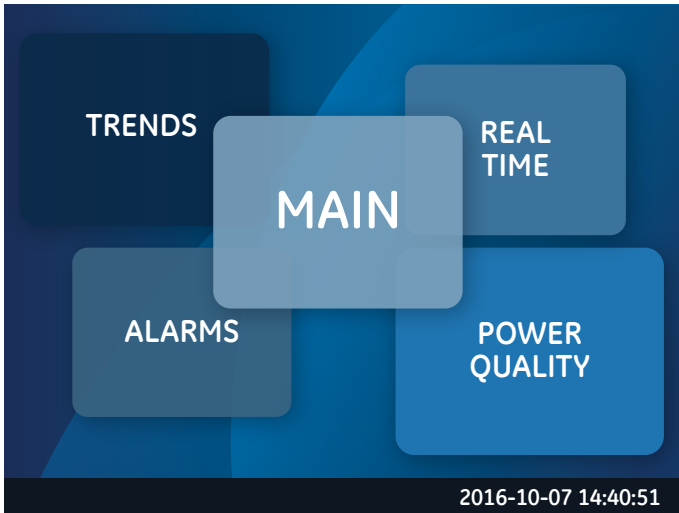 TRENDS
REAL
TIME
MAIN
ALARMS
POWER
QUALITY
2016-10-07 14:40:51